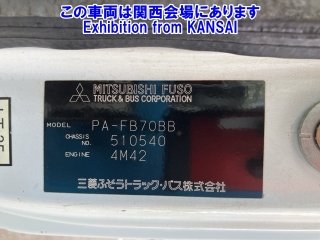 この車両は関西会場にあります
Exhibition from KANSAI
MITSUBISHI FUSO
TRUCK & BUS CORPORATION
MODEL PA-FB70BB
CHASSIS NO. 510540
ENGINE 4M42
三菱ふそうトラック・バス株式会社